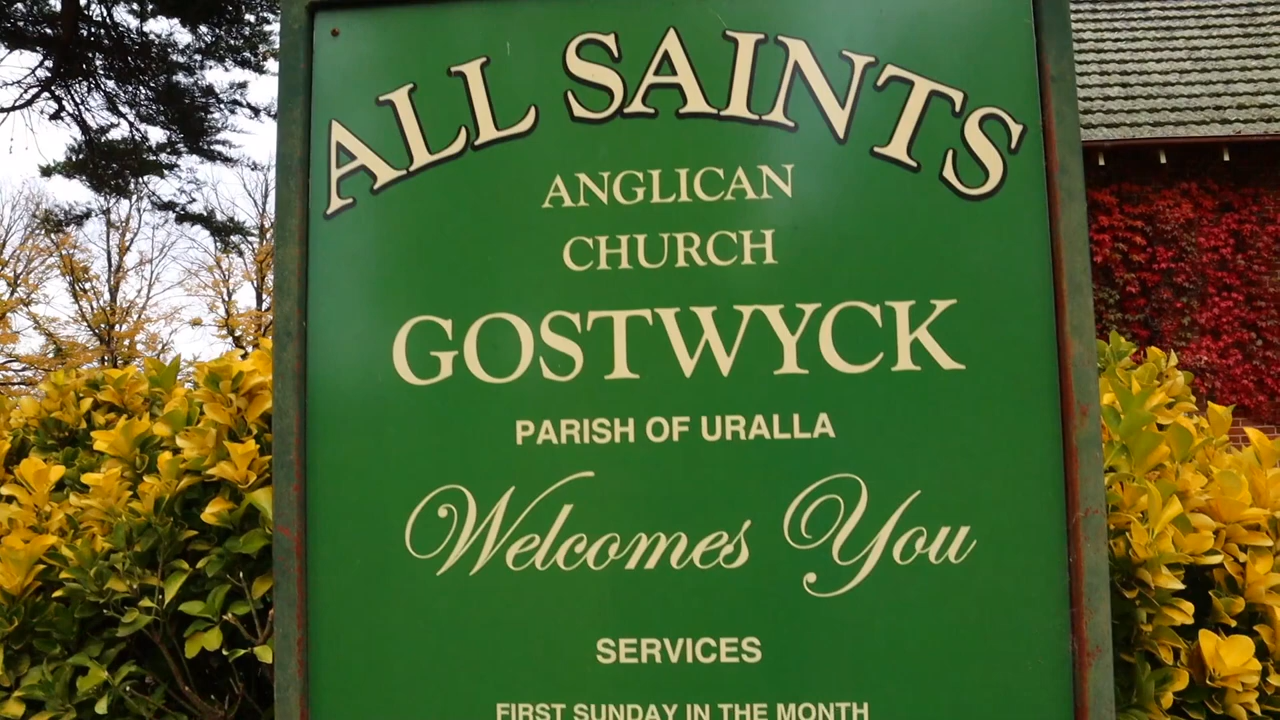 ALL SAINTS
ANGLICAN
CHURCH
GOSTWYCK
PARISH OF URALLA
Welcomes You
SERVICES
FIRST SUNDAY IN THE MONTH